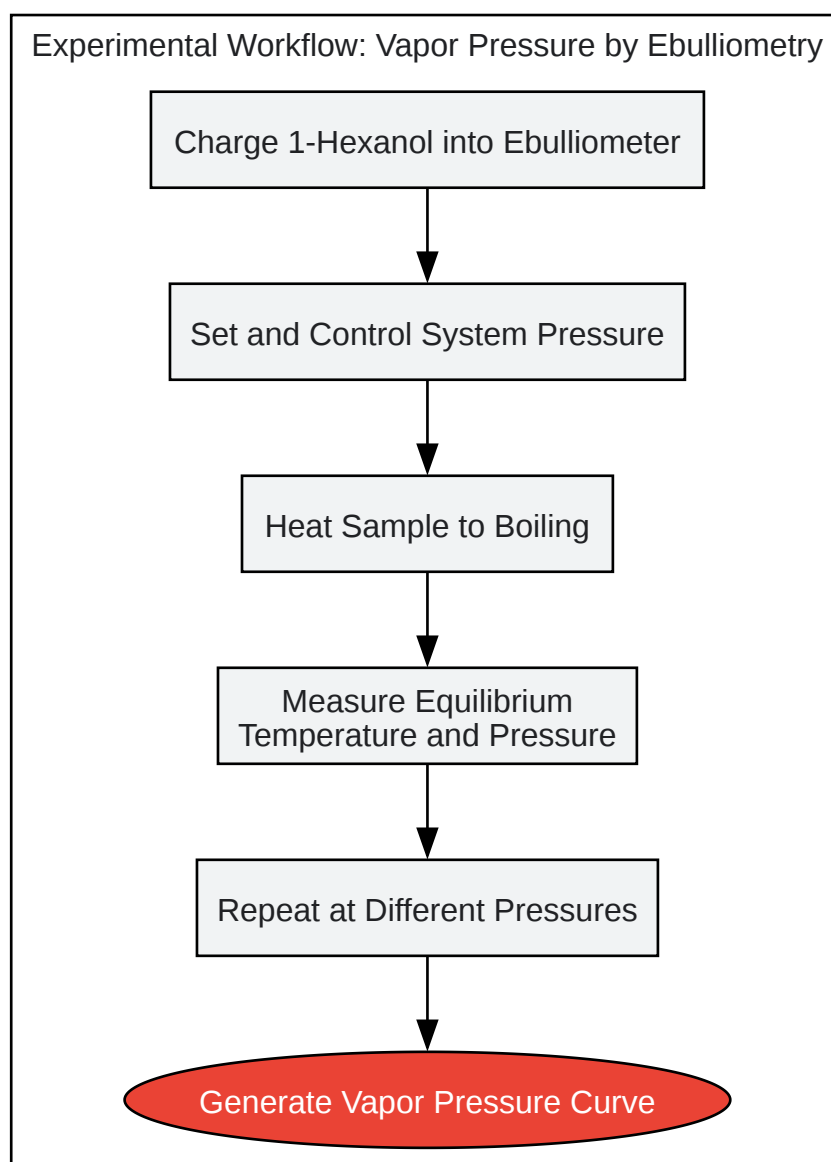 Experimental Workflow: Vapor Pressure by Ebulliometry
Charge 1-Hexanol into Ebulliometer
Set and Control System Pressure
Heat Sample to Boiling
Measure Equilibrium
Temperature and Pressure
Repeat at Different Pressures
Generate Vapor Pressure Curve